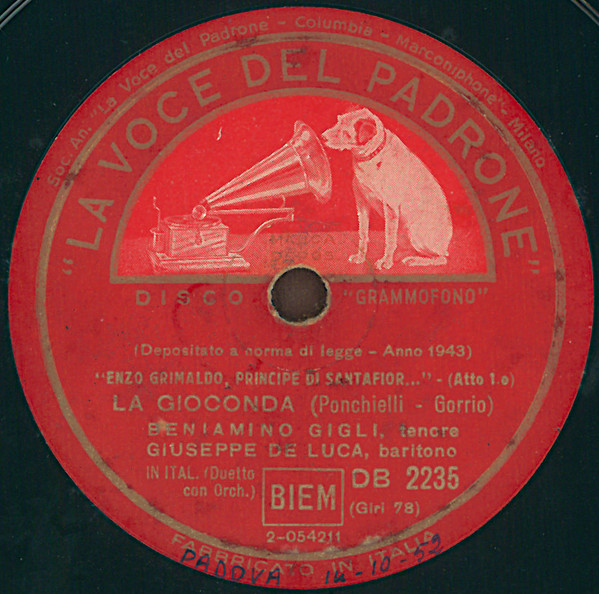 Soc. An. "La Voce del Padrone - Columbia - Marconiphone" - Milano
"LA VOCE DEL PADRONE"
DISCO "GRAMMOFONO"
(Depositato a norma di legge - Anno 1943)
"ENZO GRIMALDO, PRINCIPE DI SANTAFIOR..." - (Atto 1.o)
LA GIOCONDA (Ponchielli - Gorrio)
BENIAMINO GIGLI, tenore
GIUSEPPE DE LUCA, baritono
IN ITAL. (Duetto
con Orch.)
BIEM
DB 2235
(Giri 78)
2-054211
FABBRICATO IN ITALIA
PADOVA 14-10-52